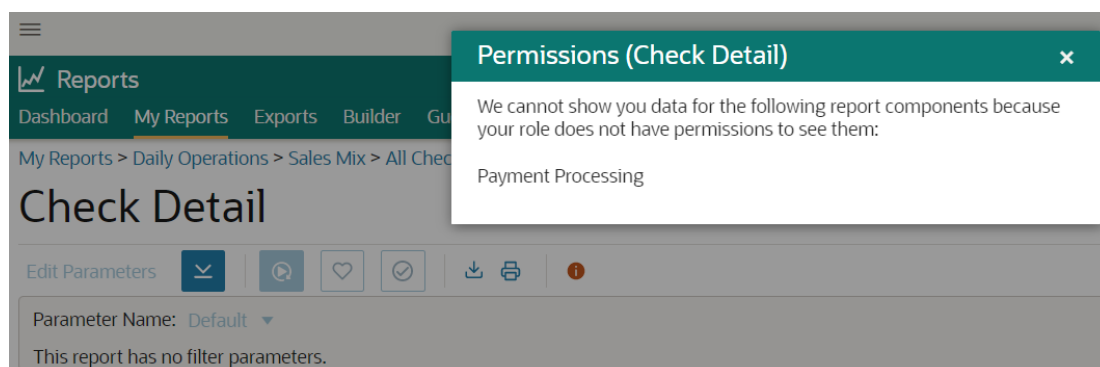 Reports
Dashboard My Reports Exports Builder
My Reports > Daily Operations > Sales Mix >
Check Detail
Edit Parameters
Parameter Name: Default
This report has no filter parameters.
Permissions (Check Detail)
We cannot show you data for the following report components because
your role does not have permissions to see them:
Payment Processing